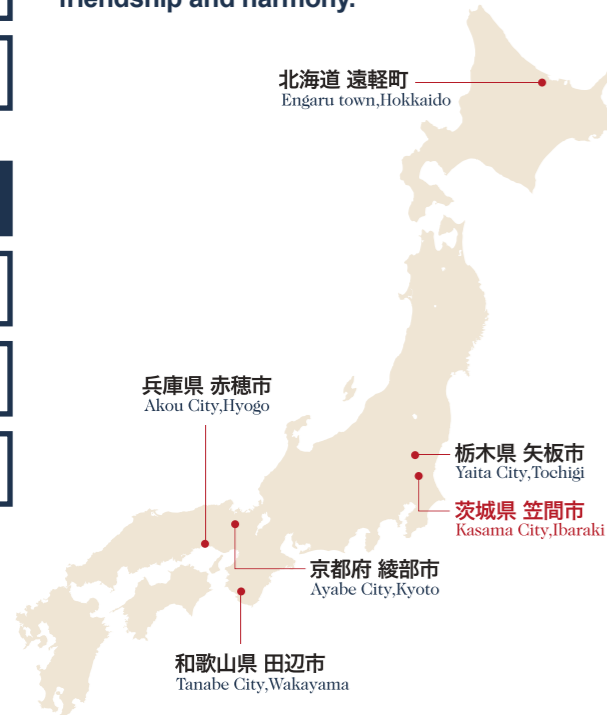 friendship and harmony.
北海道 遠軽町
Engaru town,Hokkaido
兵庫県 赤穂市
Akou City,Hyogo
栃木県 矢板市
Yaita City,Tochigi
茨城県 笠間市
Kasama City,Ibaraki
京都府 綾部市
Ayabe City,Kyoto
和歌山県 田辺市
Tanabe City,Wakayama